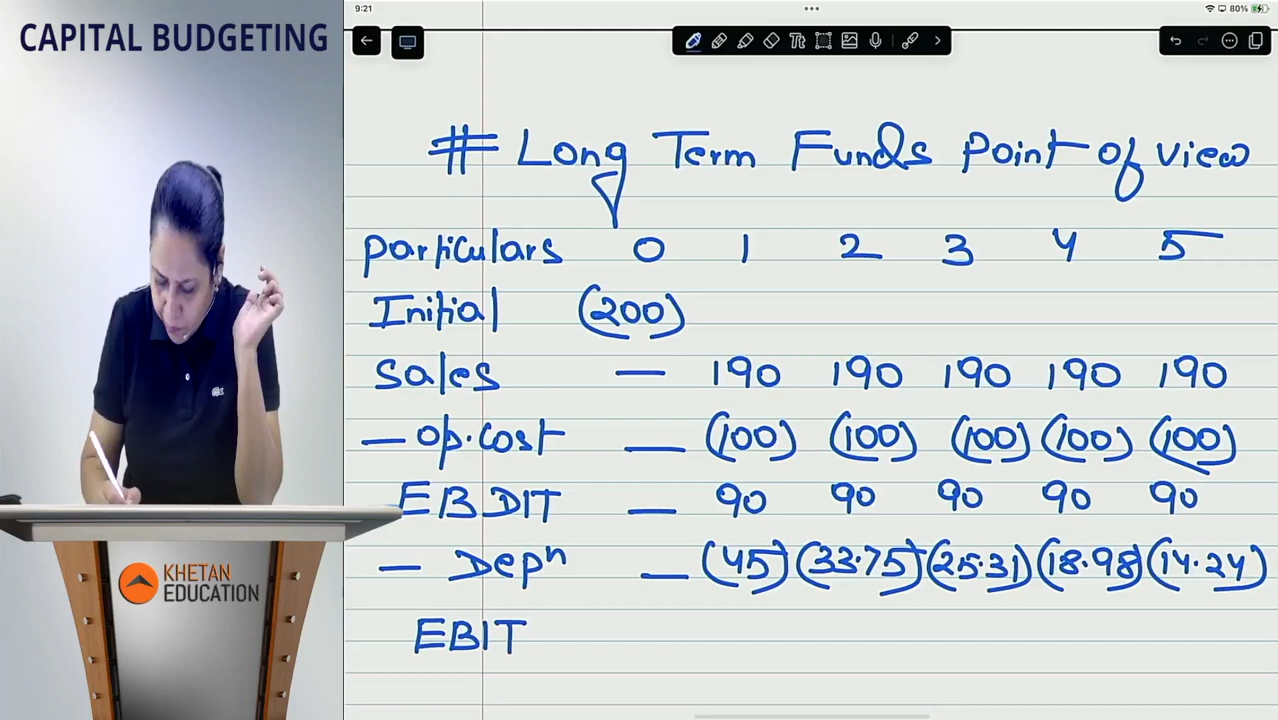 CAPITAL BUDGETING
9:21
80%
# Long Term Funds point of view
particulars 0 1 2 3 4 5
Initial (200)
Sales — 190 190 190 190 190
— op.cost — (100) (100) (100) (100) (100)
EBDIT — 90 90 90 90 90
— Depⁿ — (45) (33.75) (25.31) (18.98) (14.24)
EBIT
KHETAN
EDUCATION